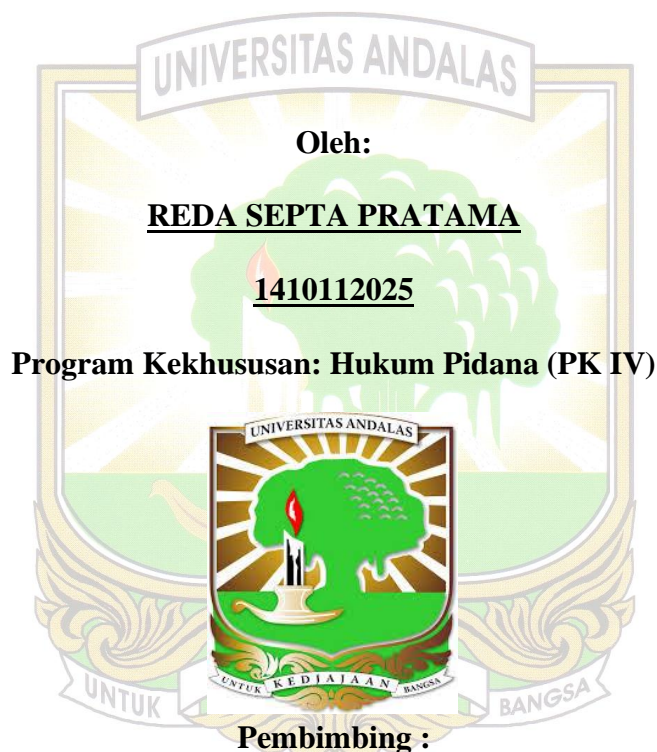 UNIVERSITAS ANDALAS
Oleh:
REDA SEPTA PRATAMA
1410112025
Program Kekhususan: Hukum Pidana (PK IV)
UNIVERSITAS ANDALAS
UNTUK KEDJAJAAN BANGSA
UNTUK BANGSA
Pembimbing :